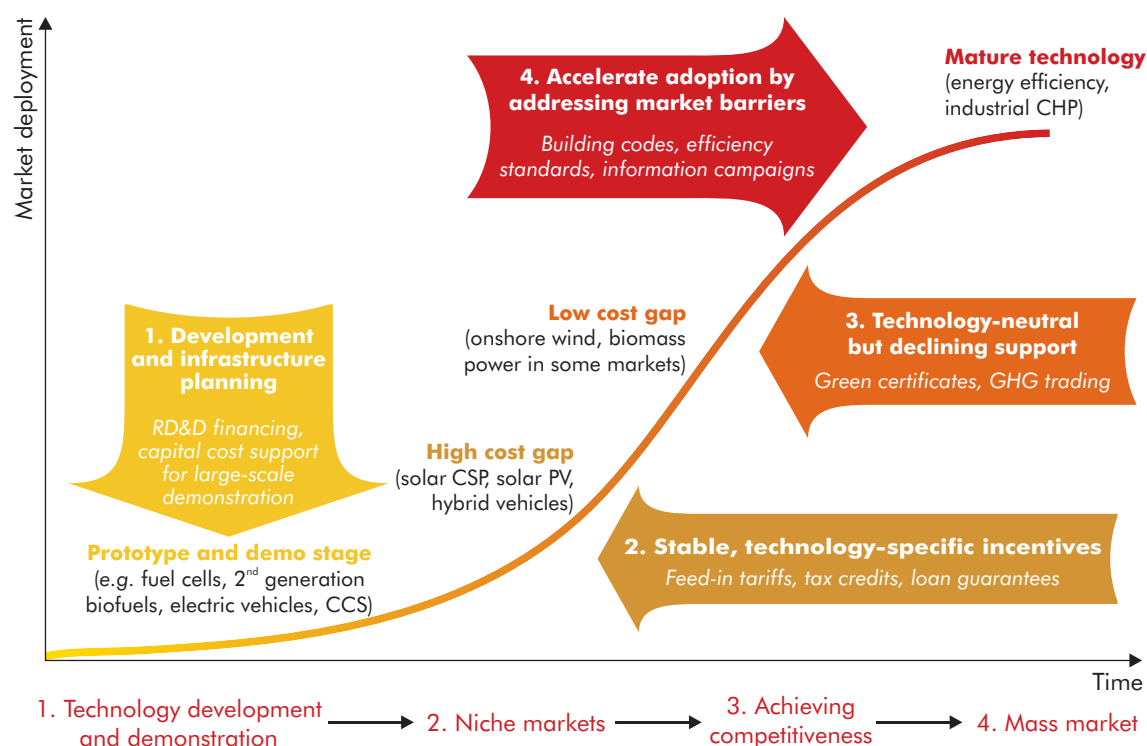 Market deployment
4. Accelerate adoption by
addressing market barriers
Building codes, efficiency
standards, information campaigns
Mature technology
(energy efficiency,
industrial CHP)
1. Development
and infrastructure
planning
RD&D financing,
capital cost support
for large-scale
demonstration
Low cost gap
(onshore wind, biomass
power in some markets)
3. Technology-neutral
but declining support
Green certificates, GHG trading
High cost gap
(solar CSP, solar PV,
hybrid vehicles)
Prototype and demo stage
(e.g. fuel cells, 2nd generation
biofuels, electric vehicles, CCS)
2. Stable, technology-specific incentives
Feed-in tariffs, tax credits, loan guarantees
Time
1. Technology development
and demonstration
2. Niche markets
3. Achieving
competitiveness
4. Mass market